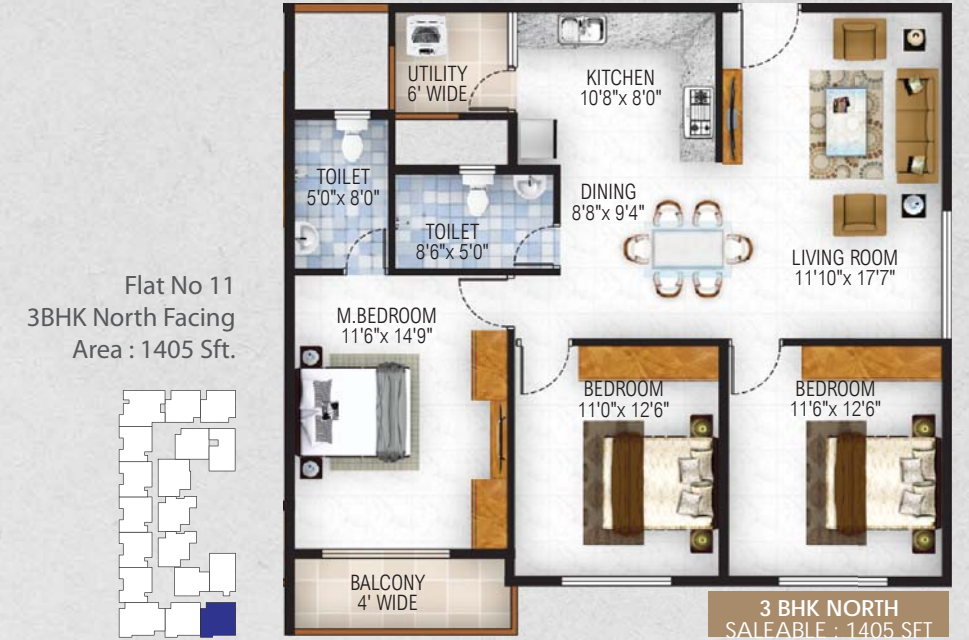 Flat No 11
3BHK North Facing
Area : 1405 Sft.
UTILITY
6' WIDE
KITCHEN
10'8"x 8'0"
TOILET
5'0"x 8'0"
TOILET
8'6"x 5'0"
DINING
8'8"x 9'4"
LIVING ROOM
11'10"x 17'7"
M.BEDROOM
11'6"x 14'9"
BEDROOM
11'0"x 12'6"
BEDROOM
11'6"x 12'6"
BALCONY
4' WIDE
3 BHK NORTH
SALEABLE : 1405 SFT